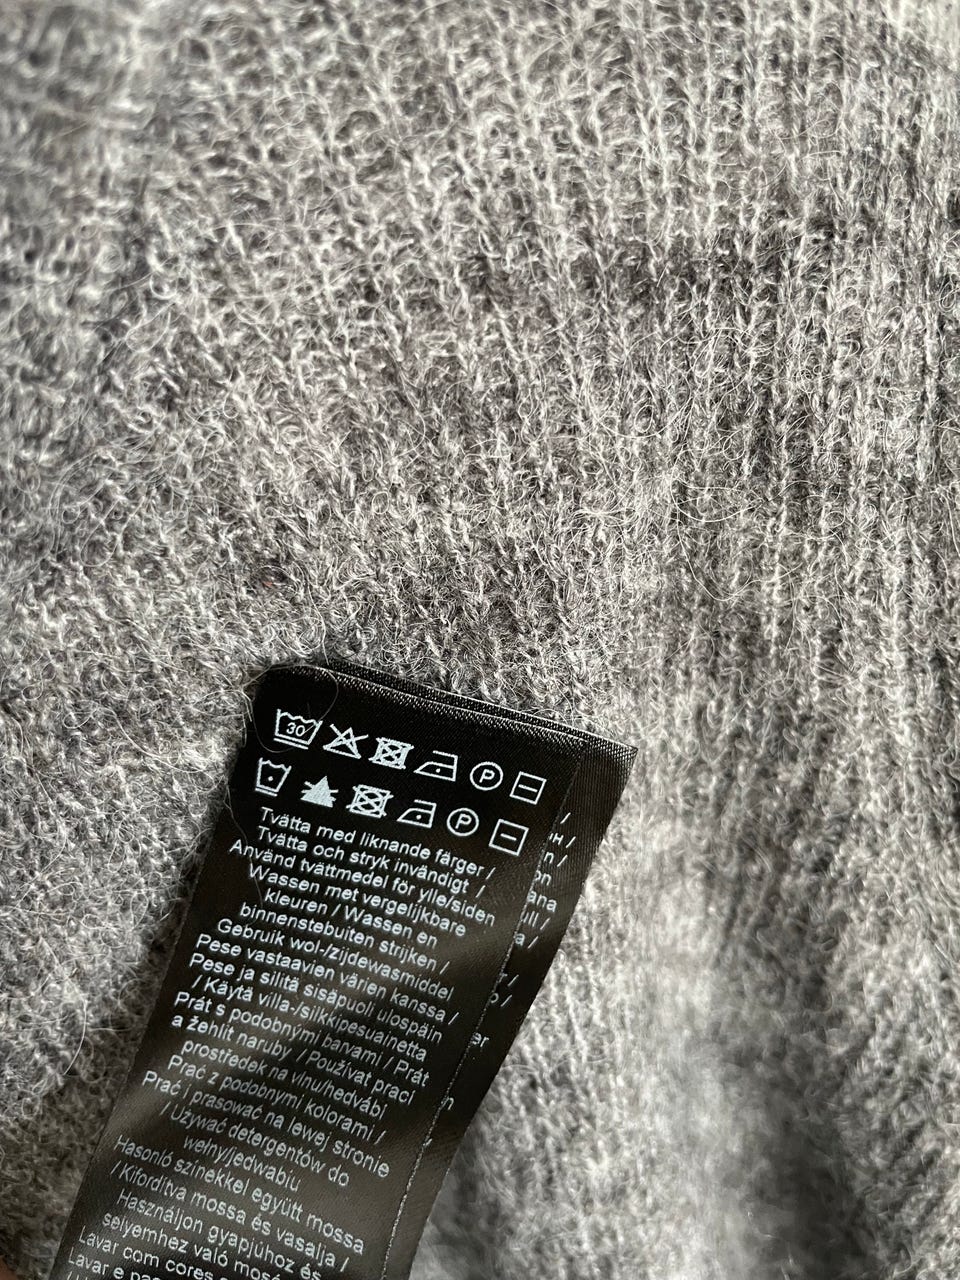 30
P
P
Tvätta med liknande färger /
Tvätta och stryk invändigt /
Använd tvättmedel för ylle/siden
Wassen met vergelijkbare
kleuren / Wassen en
binnenstebuiten strijken /
Gebruik wol-/zijdewasmiddel
Pese vastaavien värien kanssa /
Pese ja silitä sisäpuoli ulospäin
/ Käytä villa-/silkkipesuainetta
Prát s podobnými barvami / Prát
a žehlit naruby / Používat prací
prostředek na vlnu/hedvábí
Prać z podobnymi kolorami /
Prać i prasować na lewej stronie
/ Używać detergentów do
wełny/jedwabiu
Hasonló színekkel együtt mossa
/ Kifordítva mossa és vasalja /
Használjon gyapjúhoz és
selyemhez való
Lavar com cores
Lavar e